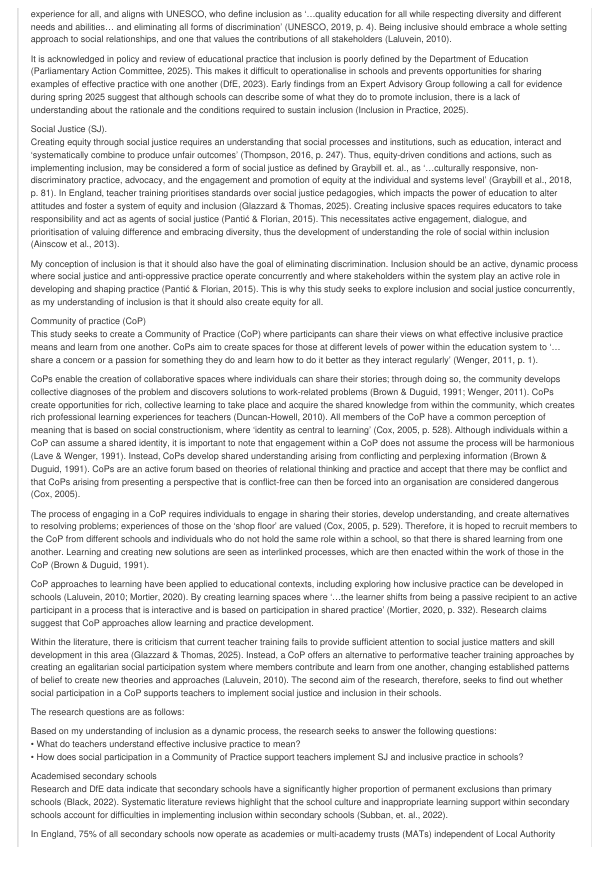 experience for all, and aligns with UNESCO, who define inclusion as ‘…quality education for all while respecting diversity and different
needs and abilities… and eliminating all forms of discrimination’ (UNESCO, 2019, p. 4). Being inclusive should embrace a whole setting
approach to social relationships, and one that values the contributions of all stakeholders (Laluvein, 2010).
It is acknowledged in policy and review of educational practice that inclusion is poorly defined by the Department of Education
(Parliamentary Action Committee, 2025). This makes it difficult to operationalise in schools and prevents opportunities for sharing
examples of effective practice with one another (DfE, 2023). Early findings from an Expert Advisory Group following a call for evidence
during spring 2025 suggest that although schools can describe some of what they do to promote inclusion, there is a lack of
understanding about the rationale and the conditions required to sustain inclusion (Inclusion in Practice, 2025).
Social Justice (SJ).
Creating equity through social justice requires an understanding that social processes and institutions, such as education, interact and
‘systematically combine to produce unfair outcomes’ (Thompson, 2016, p. 247). Thus, equity-driven conditions and actions, such as
implementing inclusion, may be considered a form of social justice as defined by Graybill et. al., as ‘…culturally responsive, non-
discriminatory practice, advocacy, and the engagement and promotion of equity at the individual and systems level’ (Graybill et al., 2018,
p. 81). In England, teacher training prioritises standards over social justice pedagogies, which impacts the power of education to alter
attitudes and foster a system of equity and inclusion (Glazzard & Thomas, 2025). Creating inclusive spaces requires educators to take
responsibility and act as agents of social justice (Pantić & Florian, 2015). This necessitates active engagement, dialogue, and
prioritisation of valuing difference and embracing diversity, thus the development of understanding the role of social within inclusion
(Ainscow et al., 2013).
My conception of inclusion is that it should also have the goal of eliminating discrimination. Inclusion should be an active, dynamic process
where social justice and anti-oppressive practice operate concurrently and where stakeholders within the system play an active role in
developing and shaping practice (Pantić & Florian, 2015). This is why this study seeks to explore inclusion and social justice concurrently,
as my understanding of inclusion is that it should also create equity for all.
Community of practice (CoP)
This study seeks to create a Community of Practice (CoP) where participants can share their views on what effective inclusive practice
means and learn from one another. CoPs aim to create spaces for those at different levels of power within the education system to ‘…
share a concern or a passion for something they do and learn how to do it better as they interact regularly’ (Wenger, 2011, p. 1).
CoPs enable the creation of collaborative spaces where individuals can share their stories; through doing so, the community develops
collective diagnoses of the problem and discovers solutions to work-related problems (Brown & Duguid, 1991; Wenger, 2011). CoPs
create opportunities for rich, collective learning to take place and acquire the shared knowledge from within the community, which creates
rich professional learning experiences for teachers (Duncan-Howell, 2010). All members of the CoP have a common perception of
meaning that is based on social constructionism, where ‘identity as central to learning’ (Cox, 2005, p. 528). Although individuals within a
CoP can assume a shared identity, it is important to note that engagement within a CoP does not assume the process will be harmonious
(Lave & Wenger, 1991). Instead, CoPs develop shared understanding arising from conflicting and perplexing information (Brown &
Duguid, 1991). CoPs are an active forum based on theories of relational thinking and practice and accept that there may be conflict and
that CoPs arising from presenting a perspective that is conflict-free can then be forced into an organisation are considered dangerous
(Cox, 2005).
The process of engaging in a CoP requires individuals to engage in sharing their stories, develop understanding, and create alternatives
to resolving problems; experiences of those on the ‘shop floor’ are valued (Cox, 2005, p. 529). Therefore, it is hoped to recruit members to
the CoP from different schools and individuals who do not hold the same role within a school, so that there is shared learning from one
another. Learning and creating new solutions are seen as interlinked processes, which are then enacted within the work of those in the
CoP (Brown & Duguid, 1991).
CoP approaches to learning have been applied to educational contexts, including exploring how inclusive practice can be developed in
schools (Laluvein, 2010; Mortier, 2020). By creating learning spaces where ‘…the learner shifts from being a passive recipient to an active
participant in a process that is interactive and is based on participation in shared practice’ (Mortier, 2020, p. 332). Research claims
suggest that CoP approaches allow learning and practice development.
Within the literature, there is criticism that current teacher training fails to provide sufficient attention to social justice matters and skill
development in this area (Glazzard & Thomas, 2025). Instead, a CoP offers an alternative to performative teacher training approaches by
creating an egalitarian social participation system where members contribute and learn from one another, changing established patterns
of belief to create new theories and approaches (Laluvein, 2010). The second aim of the research, therefore, seeks to find out whether
social participation in a CoP supports teachers to implement social justice and inclusion in their schools.
The research questions are as follows:
Based on my understanding of inclusion as a dynamic process, the research seeks to answer the following questions:
• What do teachers understand effective inclusive practice to mean?
• How does social participation in a Community of Practice support teachers implement SJ and inclusive practice in schools?
Academised secondary schools
Research and DfE data indicate that secondary schools have a significantly higher proportion of permanent exclusions than primary
schools (Black, 2022). Systematic literature reviews highlight that the school culture and inappropriate learning support within secondary
schools account for difficulties in implementing inclusion within secondary schools (Subban, et. al., 2022).
In England, 75% of all secondary schools now operate as academies or multi-academy trusts (MATs) independent of Local Authority